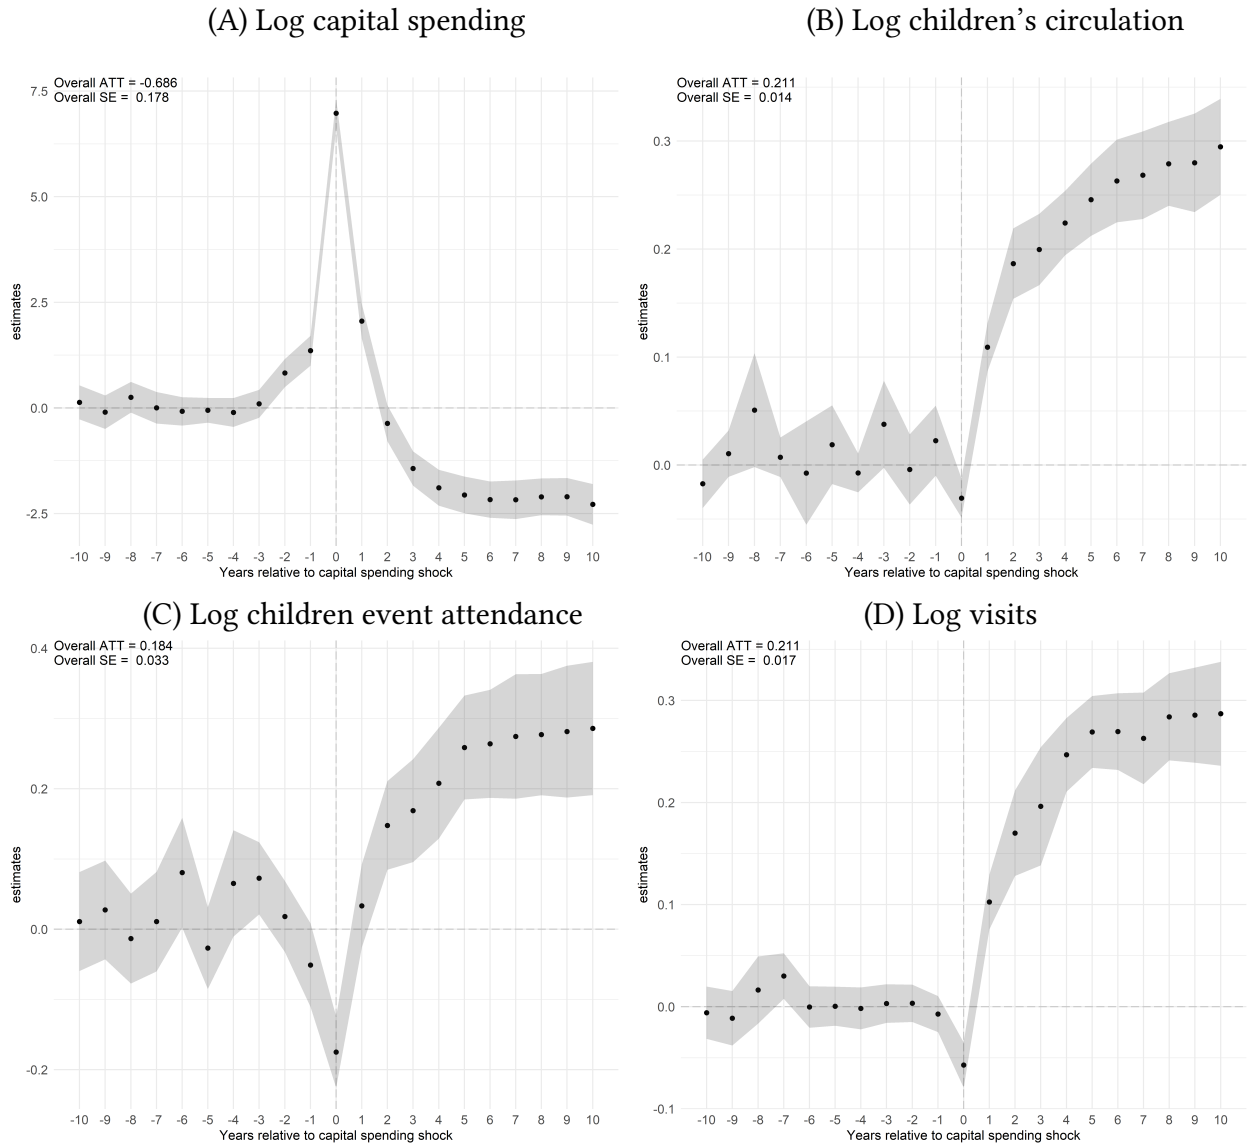 (A) Log capital spending
Overall ATT = -0.686
Overall SE =  0.178
7.5
5.0
2.5
0.0
-2.5
estimates
-10 -9 -8 -7 -6 -5 -4 -3 -2 -1 0 1 2 3 4 5 6 7 8 9 10
Years relative to capital spending shock
(B) Log children’s circulation
Overall ATT = 0.211
Overall SE =  0.014
0.3
0.2
0.1
0.0
estimates
-10 -9 -8 -7 -6 -5 -4 -3 -2 -1 0 1 2 3 4 5 6 7 8 9 10
Years relative to capital spending shock
(C) Log children event attendance
Overall ATT = 0.184
Overall SE =  0.033
0.4
0.2
0.0
-0.2
estimates
-10 -9 -8 -7 -6 -5 -4 -3 -2 -1 0 1 2 3 4 5 6 7 8 9 10
Years relative to capital spending shock
(D) Log visits
Overall ATT = 0.211
Overall SE =  0.017
0.3
0.2
0.1
0.0
-0.1
estimates
-10 -9 -8 -7 -6 -5 -4 -3 -2 -1 0 1 2 3 4 5 6 7 8 9 10
Years relative to capital spending shock